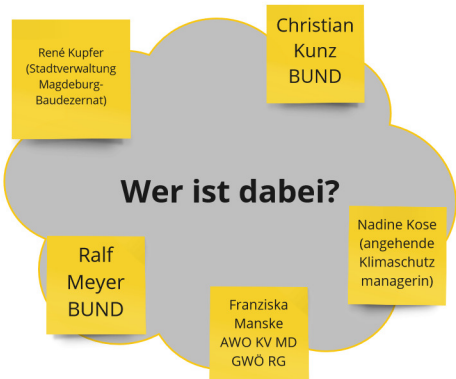 René Kupfer
(Stadtverwaltung
Magdeburg-
Baudezernat)
Christian
Kunz
BUND
Wer ist dabei?
Nadine Kose
(angehende
Klimaschutz
managerin)
Ralf
Meyer
BUND
Franziska
Manske
AWO KV MD
GWÖ RG